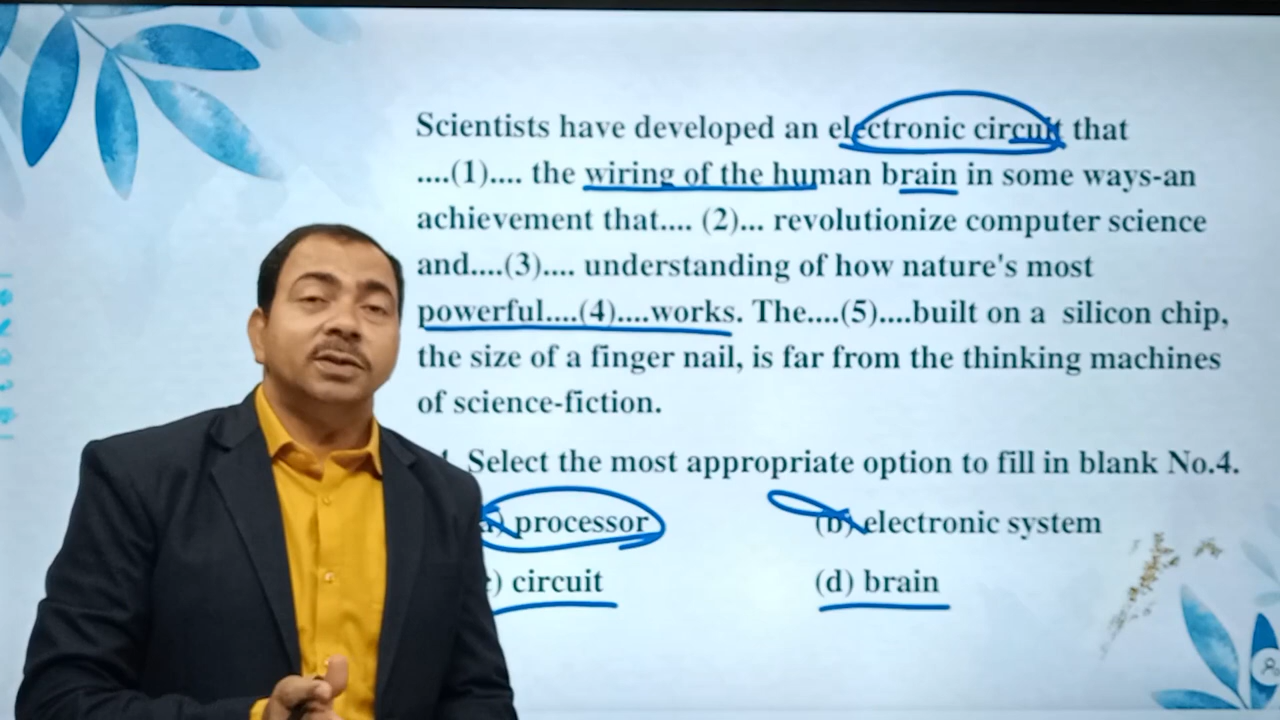 Scientists have developed an electronic circuit that
....(1).... the wiring of the human brain in some ways-an
achievement that.... (2)... revolutionize computer science
and....(3).... understanding of how nature's most
powerful....(4)....works. The....(5)....built on a silicon chip,
the size of a finger nail, is far from the thinking machines
of science-fiction.
Select the most appropriate option to fill in blank No.4.
processor (b) electronic system
) circuit (d) brain